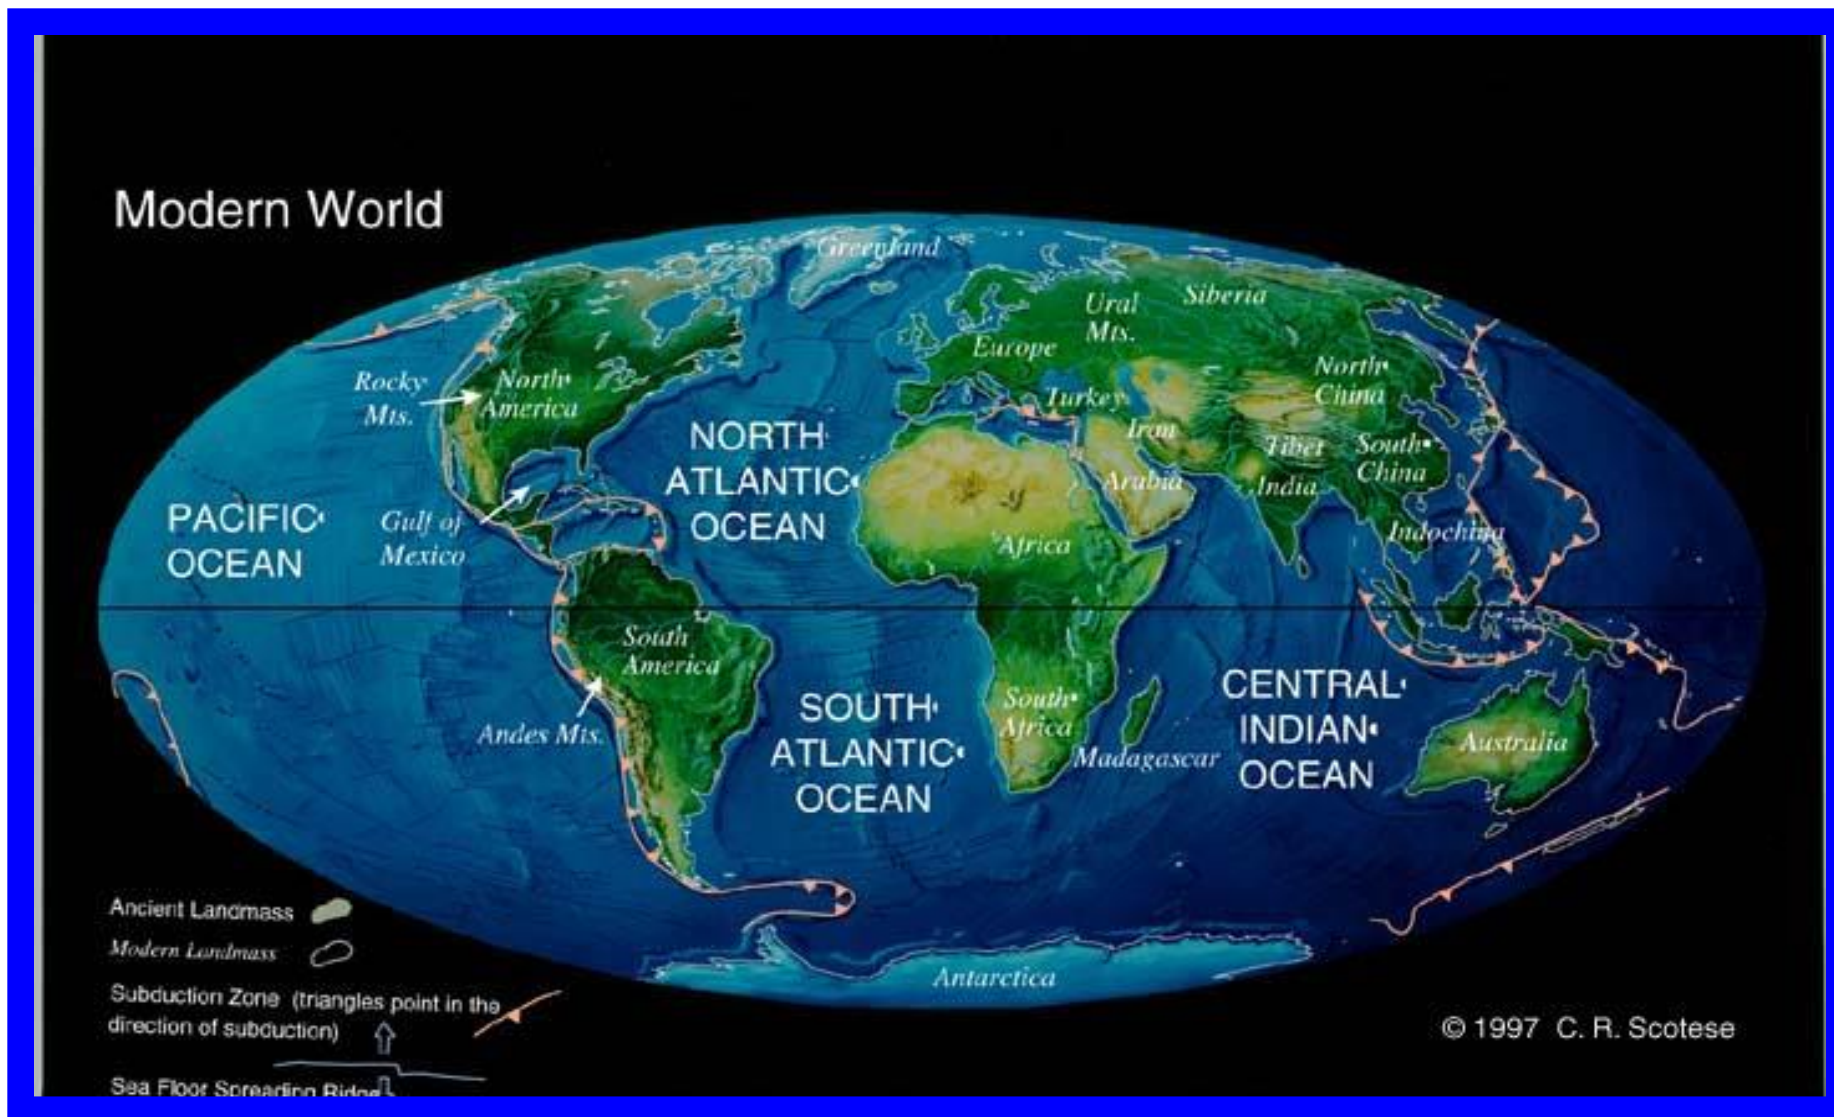 Modern World
Greenland
Ural
Mts.
Siberia
Europe
Rocky
Mts.
North
America
North
China
Turkey
Iran
Tibet
South
China
NORTH
ATLANTIC
OCEAN
Arabia
India
PACIFIC
OCEAN
Gulf of
Mexico
Africa
Indochina
South
America
CENTRAL
INDIAN
OCEAN
SOUTH
ATLANTIC
OCEAN
South
Africa
Andes Mts.
Madagascar
Australia
Ancient Landmass
Modern Landmass
Antarctica
Subduction Zone (triangles point in the
direction of subduction)
© 1997 C. R. Scotese
Sea Floor Spreading Ridge